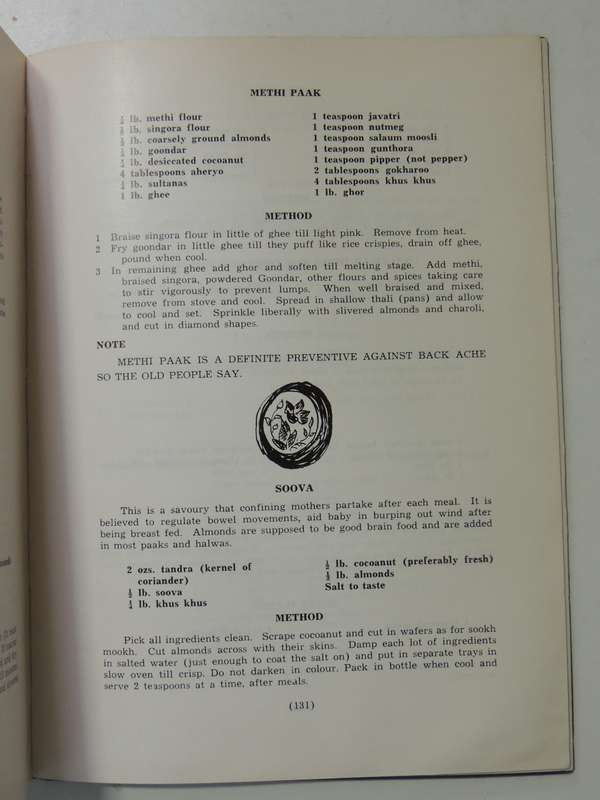 METHI PAAK
lb. methi flour
lb. singora flour
lb. coarsely ground almonds
lb. goondar
lb. desiccated cocoanut
4 tablespoons aheryo
lb. sultanas
1 lb. ghee
1 teaspoon javatri
1 teaspoon nutmeg
1 teaspoon salaum moosli
1 teaspoon gunthora
1 teaspoon pipper (not pepper)
2 tablespoons gokharoo
4 tablespoons khus khus
1 lb. ghor
METHOD
1 Braise singora flour in little of ghee till light pink. Remove from heat.
2 Fry goondar in little ghee till they puff like rice crispies, drain off ghee,
pound when cool.
3 In remaining ghee add ghor and soften till melting stage. Add methi,
braised singora, powdered Goondar, other flours and spices taking care
to stir vigorously to prevent lumps. When well braised and mixed,
remove from stove and cool. Spread in shallow thali (pans) and allow
to cool and set. Sprinkle liberally with slivered almonds and charoli,
and cut in diamond shapes.
NOTE
METHI PAAK IS A DEFINITE PREVENTIVE AGAINST BACK ACHE
SO THE OLD PEOPLE SAY.
SOOVA
This is a savoury that confining mothers partake after each meal. It is
believed to regulate bowel movements, aid baby in burping out wind after
being breast fed. Almonds are supposed to be good brain food and are added
in most paaks and halwas.
2 ozs. tandra (kernel of
coriander)
½ lb. soova
¼ lb. khus khus
½ lb. cocoanut (preferably fresh)
½ lb. almonds
Salt to taste
METHOD
Pick all ingredients clean. Scrape cocoanut and cut in wafers as for sookh
mookh. Cut almonds across with their skins. Damp each lot of ingredients
in salted water (just enough to coat the salt on) and put in separate trays in
slow oven till crisp. Do not darken in colour. Pack in bottle when cool and
serve 2 teaspoons at a time, after meals.
(131)